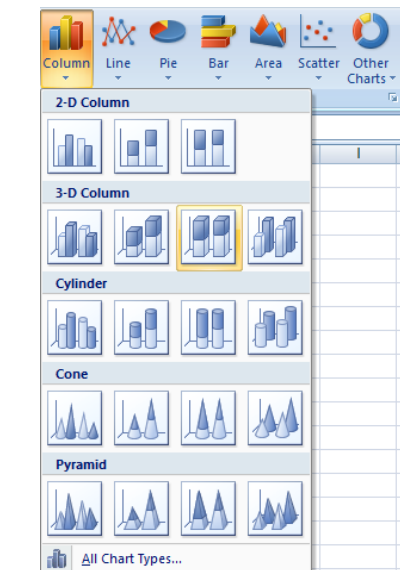 Column Line Pie Bar Area Scatter Other Charts
2-D Column
I
3-D Column
Cylinder
Cone
Pyramid
All Chart Types...